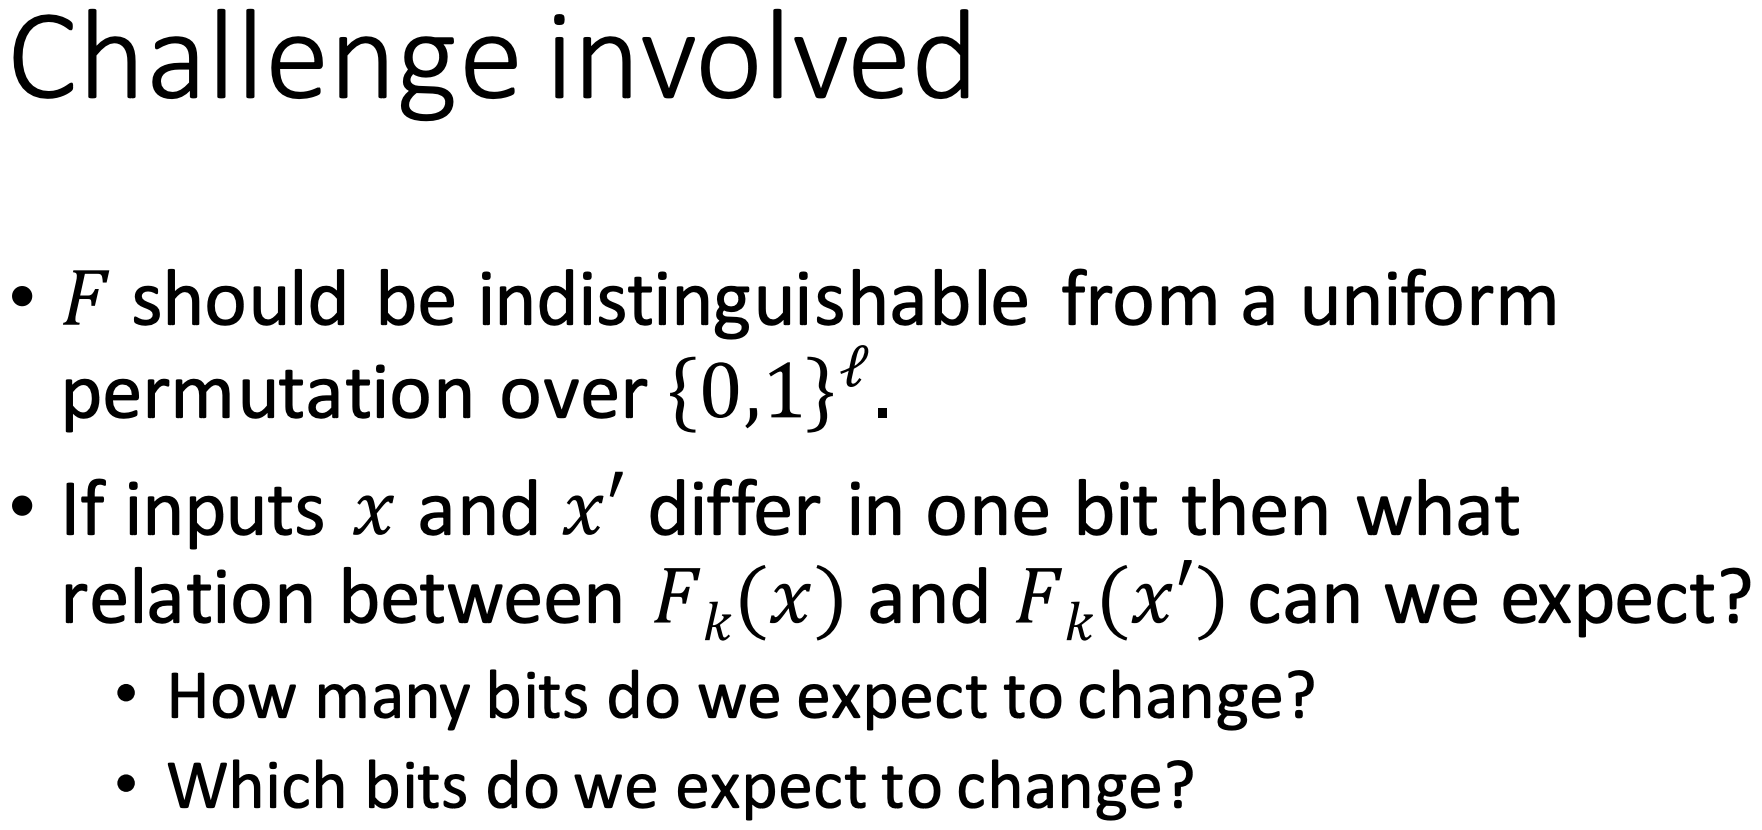 Challenge involved
• F should be indistinguishable from a uniform
permutation over {0,1}^ℓ.
• If inputs x and x′ differ in one bit then what
relation between F_k(x) and F_k(x′) can we expect?
• How many bits do we expect to change?
• Which bits do we expect to change?